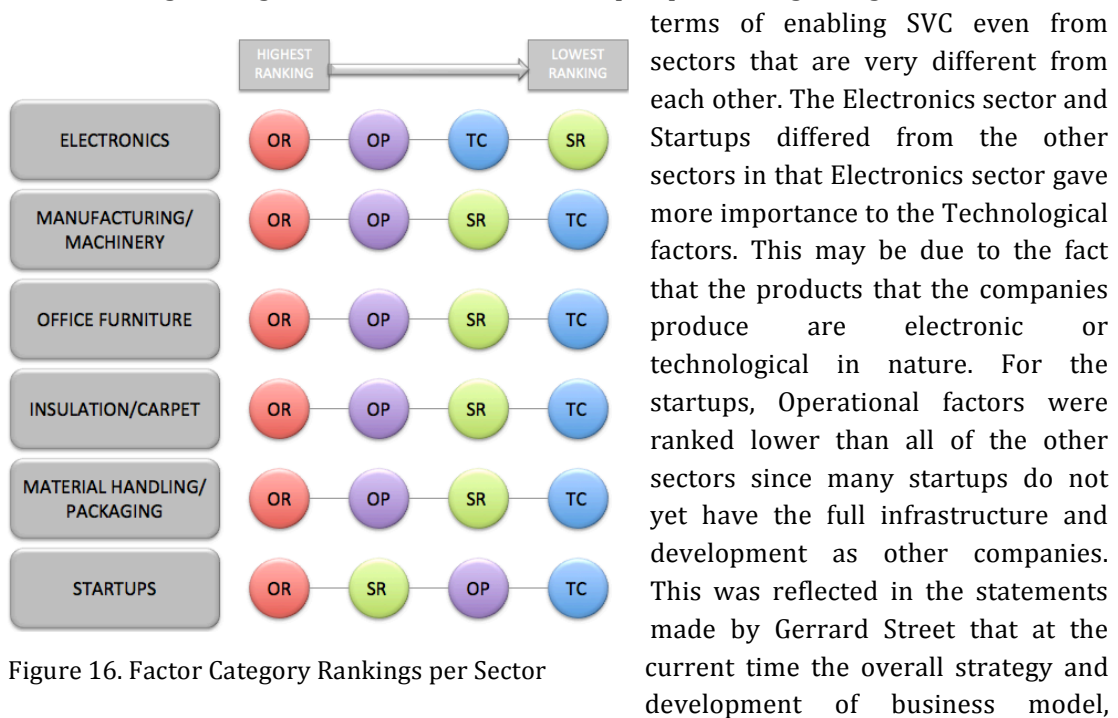 terms of enabling SVC even from
sectors that are very different from
each other. The Electronics sector and
Startups differed from the other
sectors in that Electronics sector gave
more importance to the Technological
factors. This may be due to the fact
that the products that the companies
produce are electronic or
technological in nature. For the
startups, Operational factors were
ranked lower than all of the other
sectors since many startups do not
yet have the full infrastructure and
development as other companies.
This was reflected in the statements
made by Gerrard Street that at the
current time the overall strategy and
development of business model,
HIGHEST
RANKING
LOWEST
RANKING
ELECTRONICS OR OP TC SR
MANUFACTURING/
MACHINERY OR OP SR TC
OFFICE FURNITURE OR OP SR TC
INSULATION/CARPET OR OP SR TC
MATERIAL HANDLING/
PACKAGING OR OP SR TC
STARTUPS OR SR OP TC
Figure 16. Factor Category Rankings per Sector